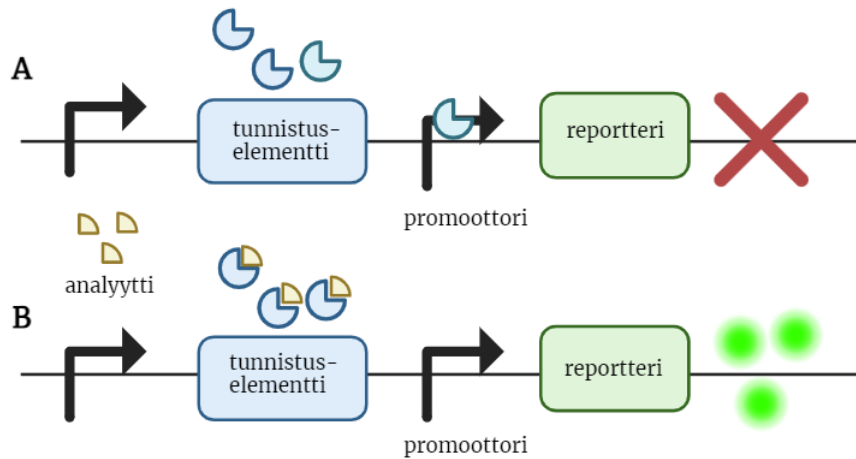 A
tunnistus-
elementti
reportteri
promoottori
analyytti
B
tunnistus-
elementti
reportteri
promoottori